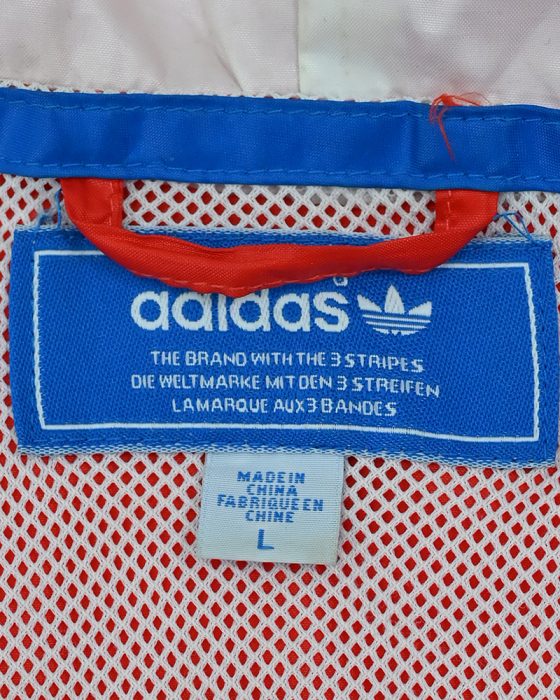 adidas
THE BRAND WITH THE 3 STRIPES
DIE WELTMARKE MIT DEN 3 STREIFEN
LA MARQUE AUX 3 BANDES
MADE IN
CHINA
FABRIQUE EN
CHINE
L